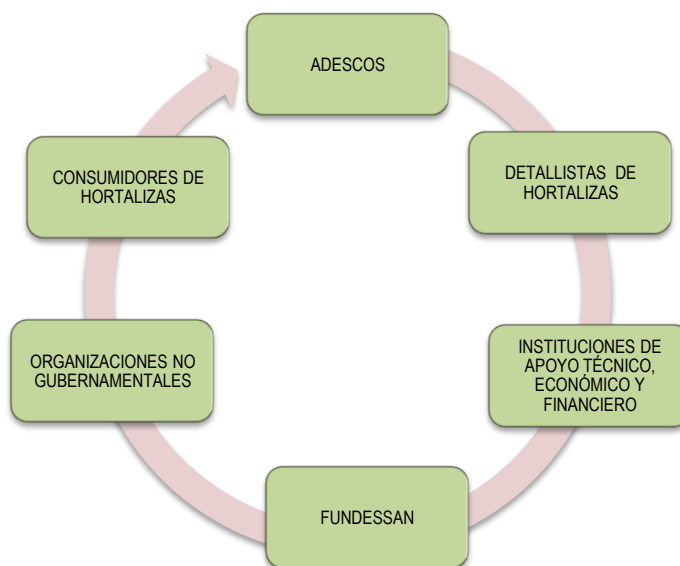 ADESCOS
DETALLISTAS DE
HORTALIZAS
INSTITUCIONES DE
APOYO TÉCNICO,
ECONÓMICO Y
FINANCIERO
FUNDESSAN
ORGANIZACIONES NO
GUBERNAMENTALES
CONSUMIDORES DE
HORTALIZAS